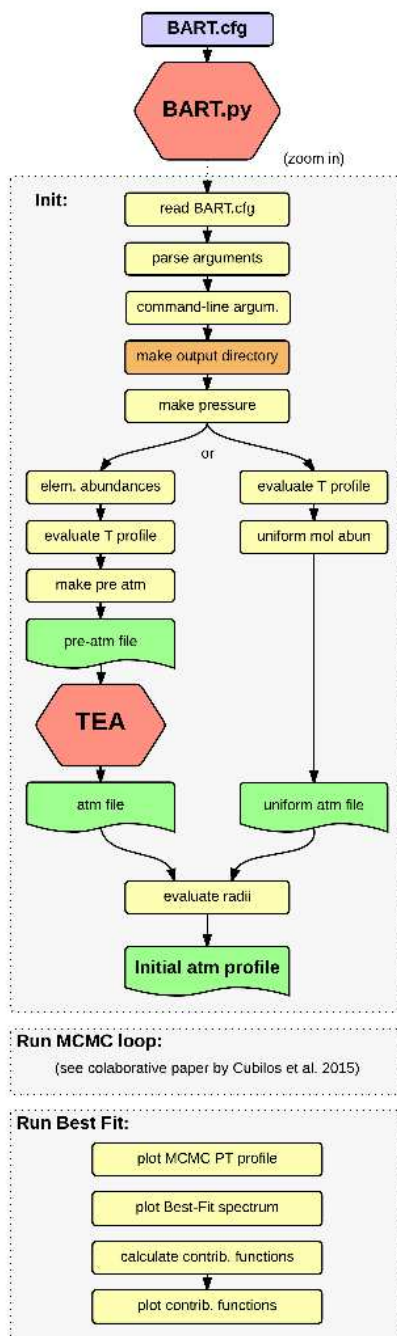 BART.cfg
BART.py
(zoom in)
Init:
read BART.cfg
parse arguments
command-line argum.
make output directory
make pressure
or
elem. abundances
evaluate T profile
evaluate T profile
uniform mol abun
make pre atm
pre-atm file
TEA
atm file
uniform atm file
evaluate radii
Initial atm profile
Run MCMC loop:
(see colaborative paper by Cubilos et al. 2015)
Run Best Fit:
plot MCMC PT profile
plot Best-Fit spectrum
calculate contrib. functions
plot contrib. functions